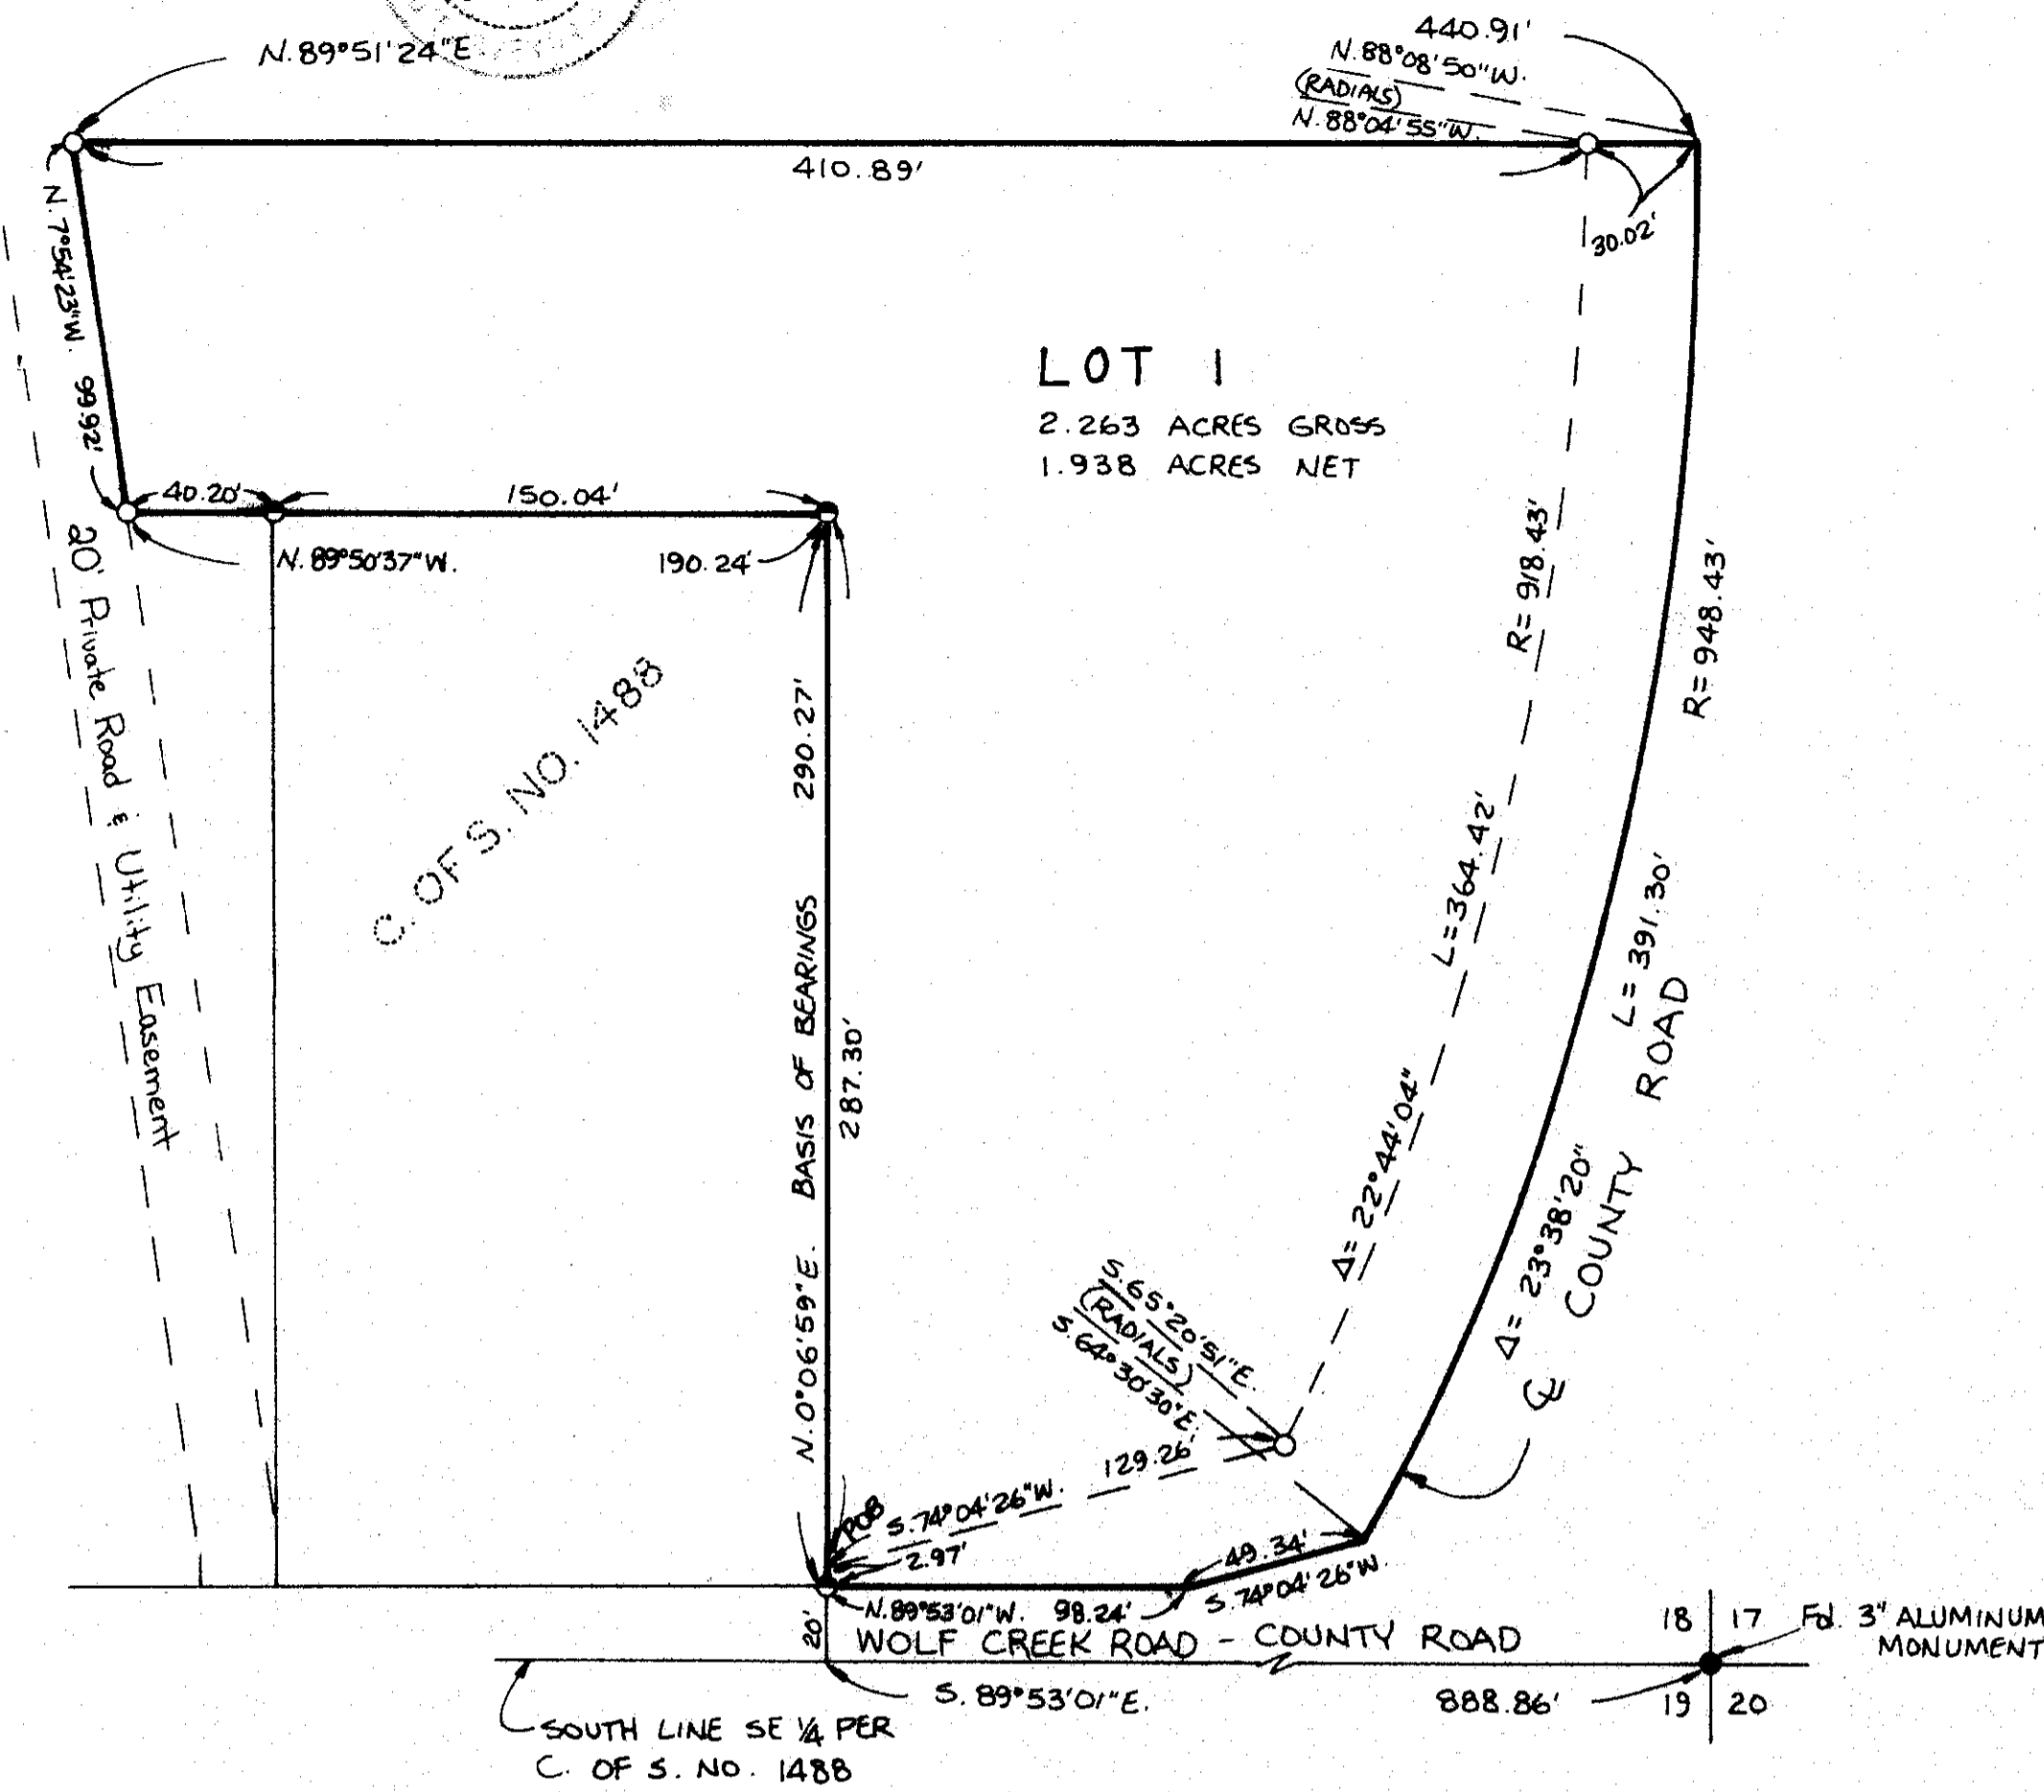 N.89°51'24"E
440.91'
N.88°08'50"W.
(RADIALS)
N.88°04'55"W.
410.89'
30.02'
N.7°54'23"W. 99.92'
LOT 1
2.263 ACRES GROSS
1.938 ACRES NET
40.20'
150.04'
N.89°50'37"W.
190.24'
20' Private Road & Utility Easement
C. OF S. NO. 1488
N.0°06'59"E. BASIS OF BEARINGS 290.27'
287.30'
R=918.43'
L=364.42'
Δ=22°44'04"
R=948.43'
L=391.30'
Δ=23°38'20"
℄ COUNTY ROAD
S.65°20'51"E.
(RADIALS)
S.64°30'30"E.
129.26'
S.74°04'26"W.
POB
2.97'
49.34'
S.74°04'26"W.
N.89°53'01"W. 98.24'
20'
WOLF CREEK ROAD - COUNTY ROAD
18 17
Fd. 3" ALUMINUM
MONUMENT
S. 89°53'01"E.
888.86'
19 20
SOUTH LINE SE ¼ PER
C. OF S. NO. 1488